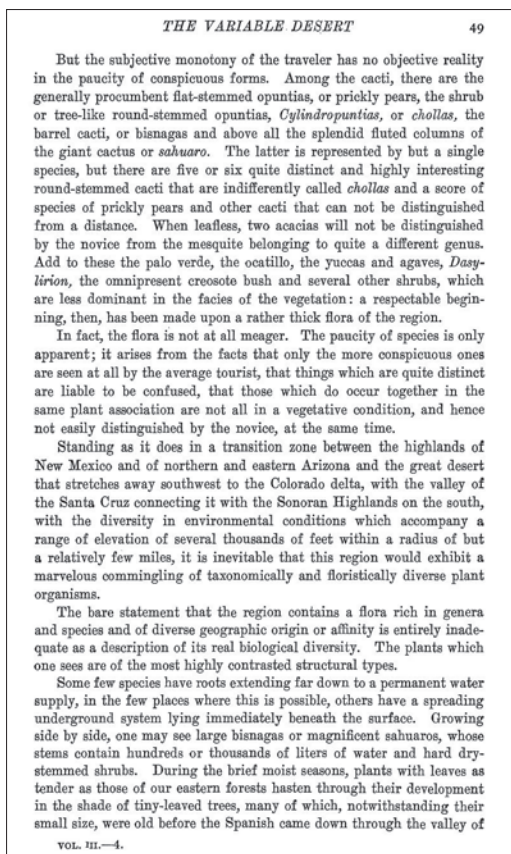 THE VARIABLE DESERT 49
But the subjective monotony of the traveler has no objective reality
in the paucity of conspicuous forms. Among the cacti, there are the
generally procumbent flat-stemmed opuntias, or prickly pears, the shrub
or tree-like round-stemmed opuntias, Cylindropuntias, or chollas, the
barrel cacti, or bisnagas and above all the splendid fluted columns of
the giant cactus or sahuaro. The latter is represented by but a single
species, but there are five or six quite distinct and highly interesting
round-stemmed cacti that are indifferently called chollas and a score of
species of prickly pears and other cacti that can not be distinguished
from a distance. When leafless, two acacias will not be distinguished
by the novice from the mesquite belonging to quite a different genus.
Add to these the palo verde, the ocatillo, the yuccas and agaves, Dasy-
lirion, the omnipresent creosote bush and several other shrubs, which
are less dominant in the facies of the vegetation: a respectable begin-
ning, then, has been made upon a rather thick flora of the region.
In fact, the flora is not at all meager. The paucity of species is only
apparent; it arises from the facts that only the more conspicuous ones
are seen at all by the average tourist, that things which are quite distinct
are liable to be confused, that those which do occur together in the
same plant association are not all in a vegetative condition, and hence
not easily distinguished by the novice, at the same time.
Standing as it does in a transition zone between the highlands of
New Mexico and of northern and eastern Arizona and the great desert
that stretches away southwest to the Colorado delta, with the valley of
the Santa Cruz connecting it with the Sonoran Highlands on the south,
with the diversity in environmental conditions which accompany a
range of elevation of several thousands of feet within a radius of but
a relatively few miles, it is inevitable that this region would exhibit a
marvelous commingling of taxonomically and floristically diverse plant
organisms.
The bare statement that the region contains a flora rich in genera
and species and of diverse geographic origin or affinity is entirely inade-
quate as a description of its real biological diversity. The plants which
one sees are of the most highly contrasted structural types.
Some few species have roots extending far down to a permanent water
supply, in the few places where this is possible, others have a spreading
underground system lying immediately beneath the surface. Growing
side by side, one may see large bisnagas or magnificent sahuaros, whose
stems contain hundreds or thousands of liters of water and hard dry-
stemmed shrubs. During the brief moist seasons, plants with leaves as
tender as those of our eastern forests hasten through their development
in the shade of tiny-leaved trees, many of which, notwithstanding their
small size, were old before the Spanish came down through the valley of
VOL. III.—4.